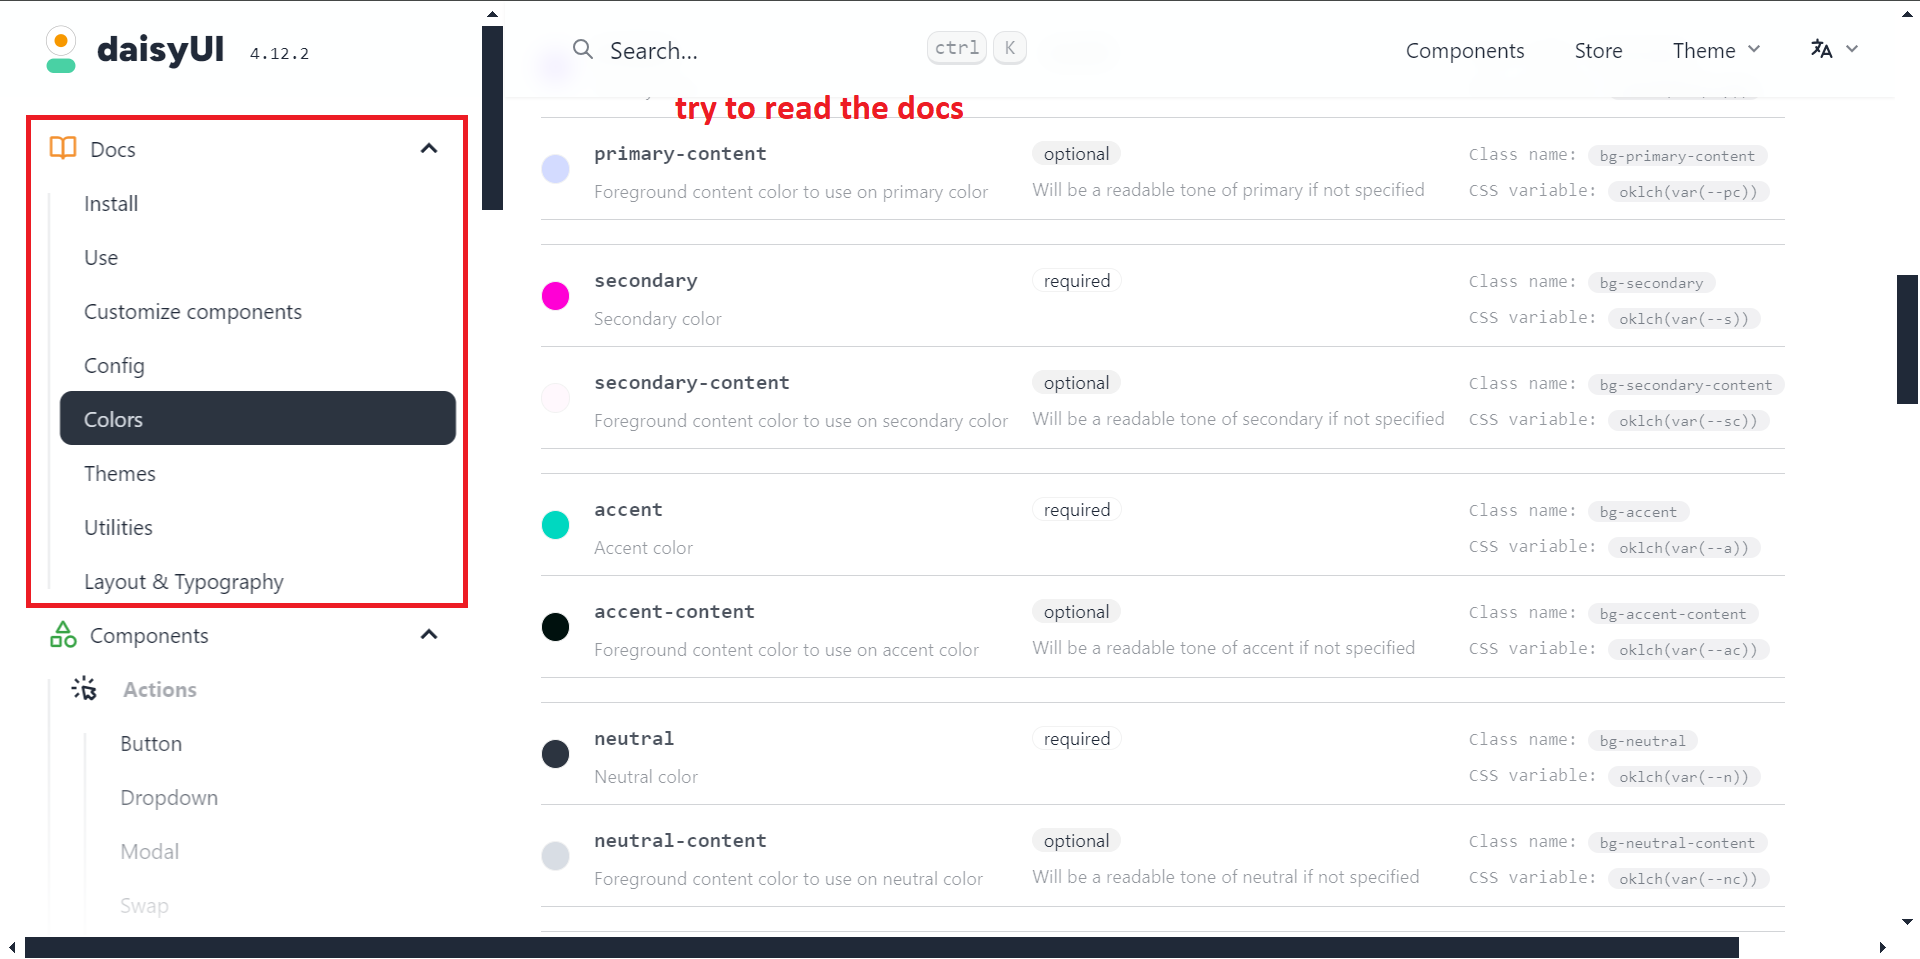 daisyUI 4.12.2
Search...
ctrl K
Components
Store
Theme
try to read the docs
Docs
Install
Use
Customize components
Config
Colors
Themes
Utilities
Layout & Typography
Components
Actions
Button
Dropdown
Modal
Swap
primary-content optional Class name: bg-primary-content
Foreground content color to use on primary color Will be a readable tone of primary if not specified CSS variable: oklch(var(--pc))
secondary required Class name: bg-secondary
Secondary color CSS variable: oklch(var(--s))
secondary-content optional Class name: bg-secondary-content
Foreground content color to use on secondary color Will be a readable tone of secondary if not specified CSS variable: oklch(var(--sc))
accent required Class name: bg-accent
Accent color CSS variable: oklch(var(--a))
accent-content optional Class name: bg-accent-content
Foreground content color to use on accent color Will be a readable tone of accent if not specified CSS variable: oklch(var(--ac))
neutral required Class name: bg-neutral
Neutral color CSS variable: oklch(var(--n))
neutral-content optional Class name: bg-neutral-content
Foreground content color to use on neutral color Will be a readable tone of neutral if not specified CSS variable: oklch(var(--nc))